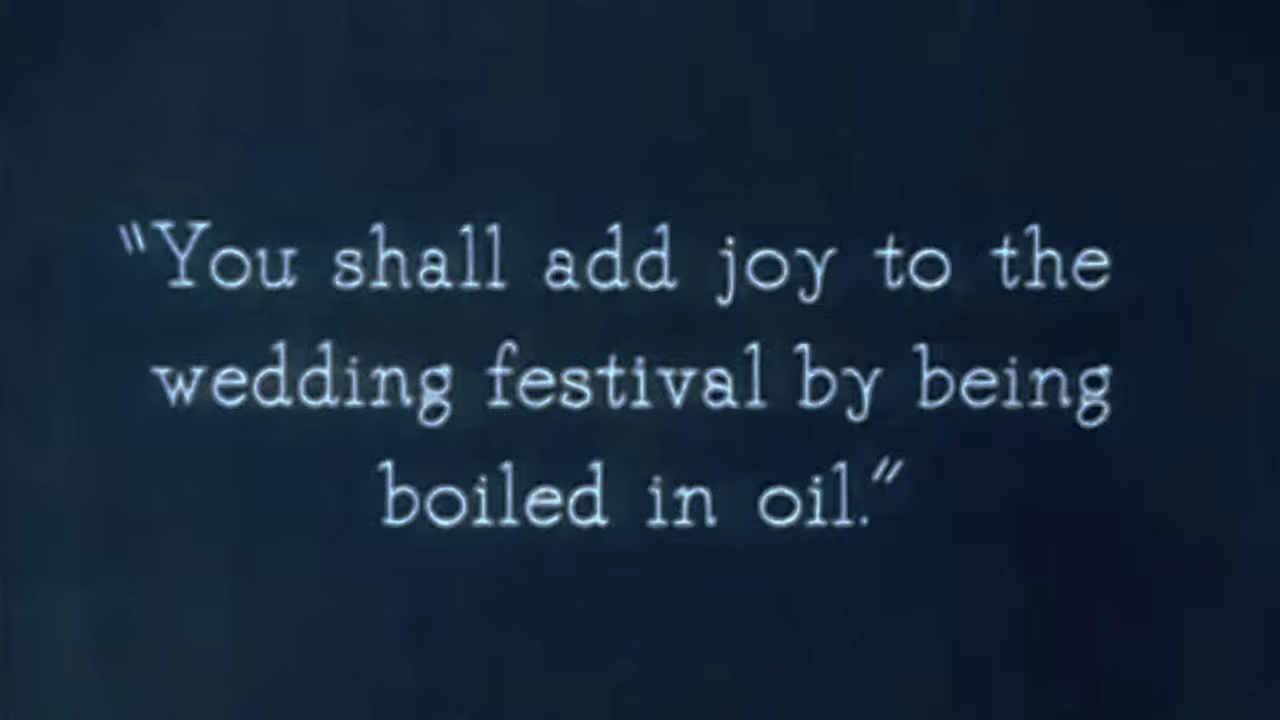 “You shall add joy to the
wedding festival by being
boiled in oil.”